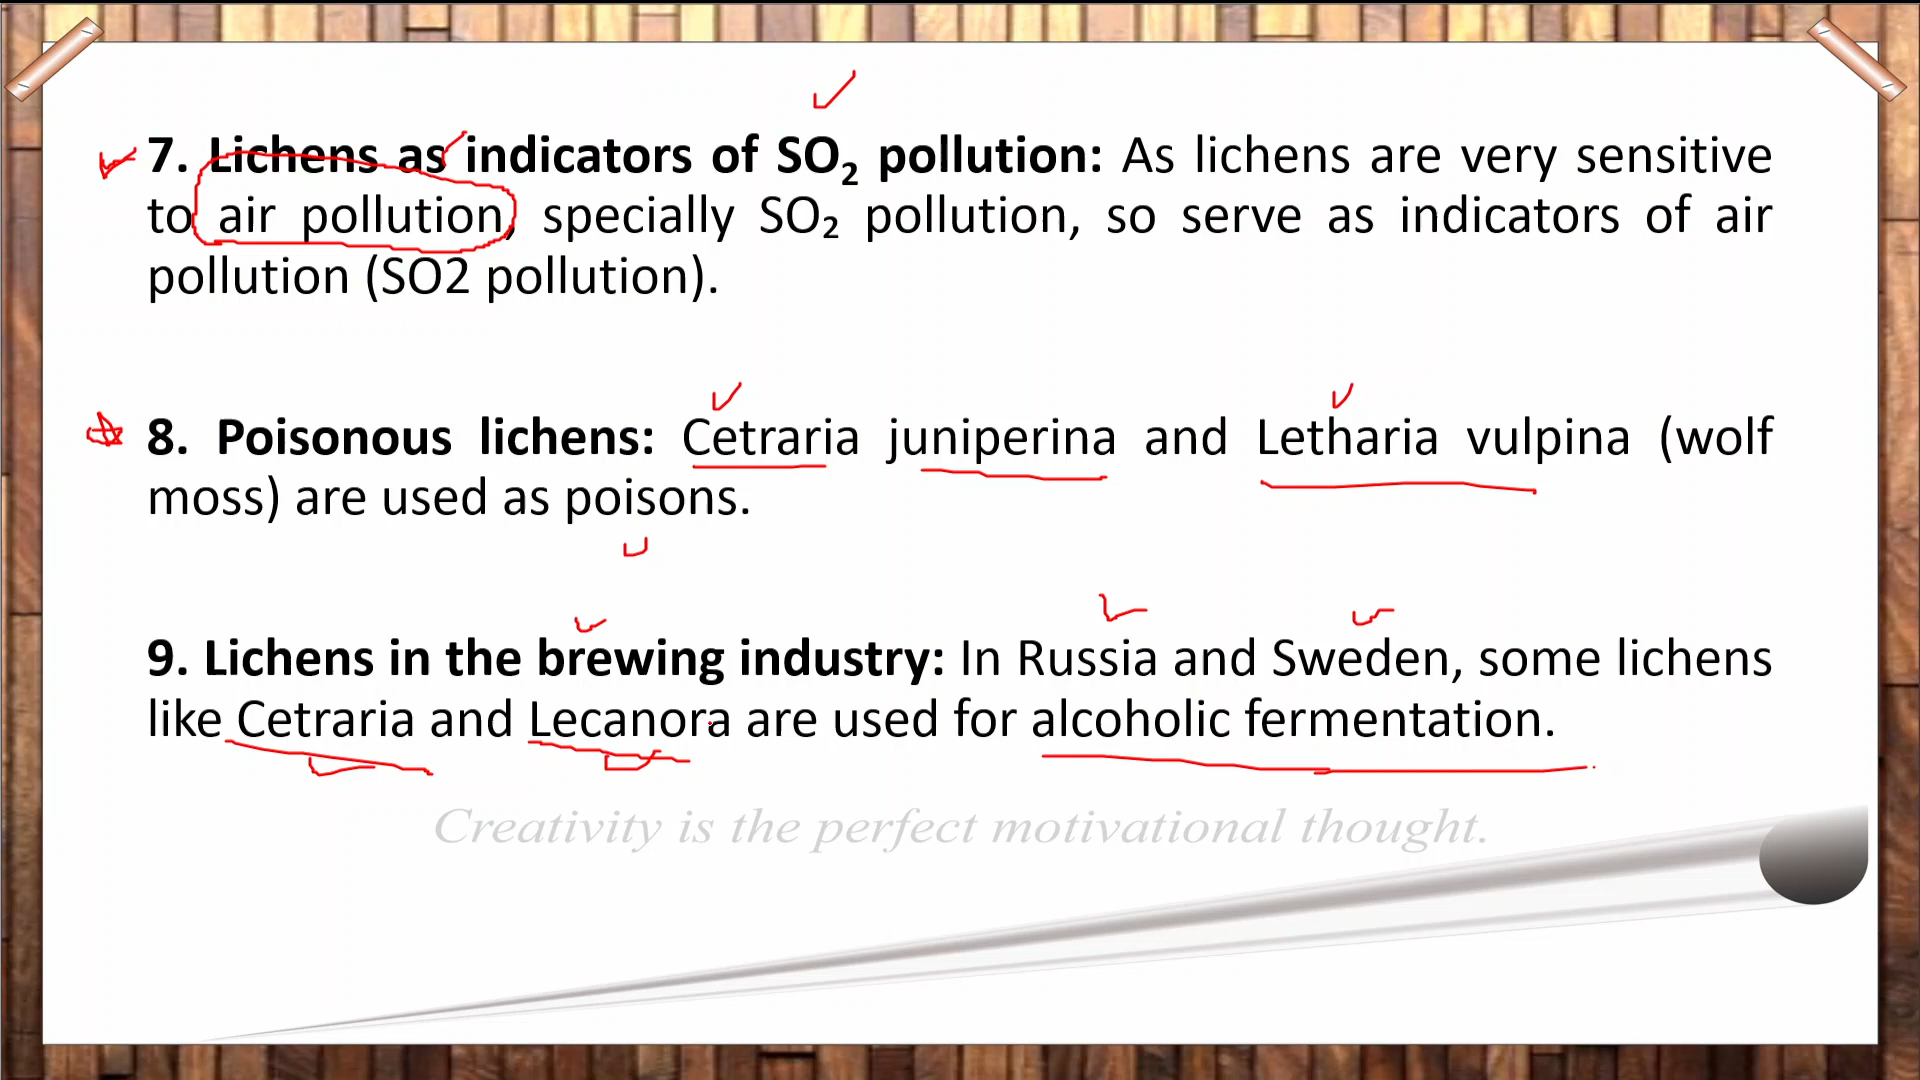 7. Lichens as indicators of SO₂ pollution: As lichens are very sensitive
to air pollution, specially SO₂ pollution, so serve as indicators of air
pollution (SO2 pollution).
8. Poisonous lichens: Cetraria juniperina and Letharia vulpina (wolf
moss) are used as poisons.
9. Lichens in the brewing industry: In Russia and Sweden, some lichens
like Cetraria and Lecanora are used for alcoholic fermentation.
Creativity is the perfect motivational thought.